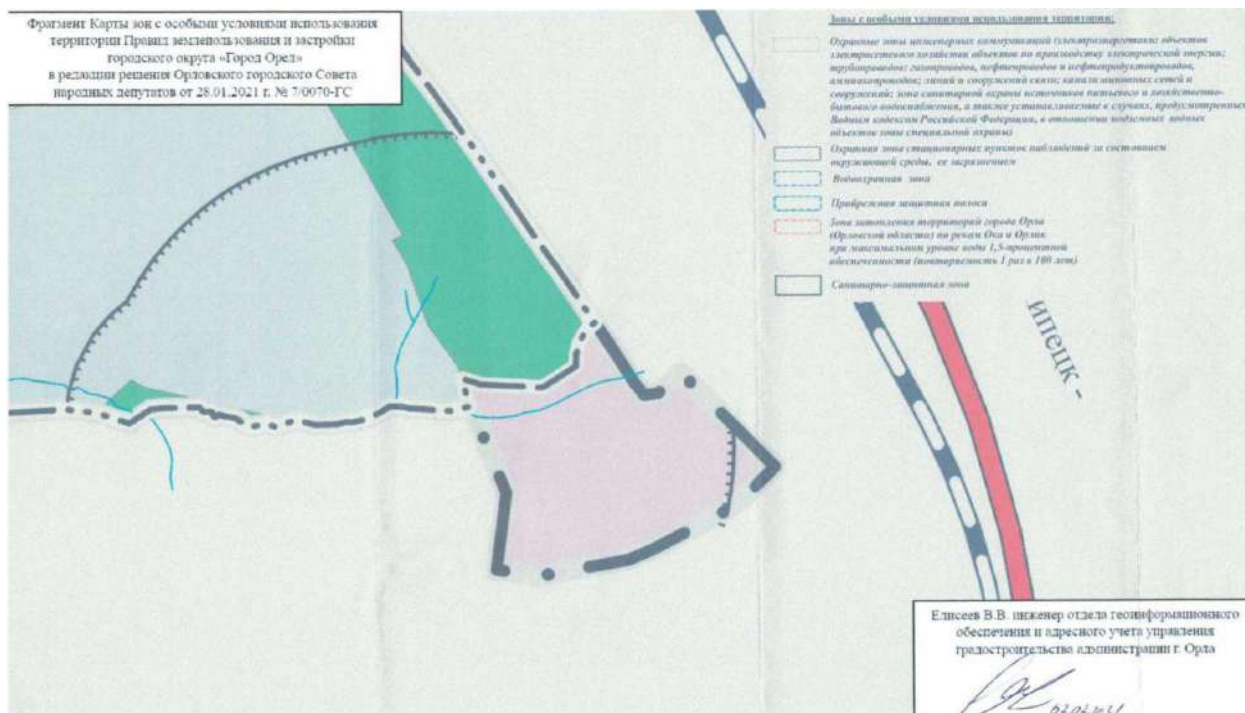 Фрагмент Карты зон с особыми условиями использования
территории Правил землепользования и застройки
городского округа «Город Орел»
в редакции решения Орловского городского Совета
народных депутатов от 28.01.2021 г. № 7/0070-ГС
Зоны с особыми условиями использования территории:
Охранные зоны инженерных коммуникаций (электроэнергетики: объектов
электросетевого хозяйства объектов по производству электрической энергии;
трубопроводов: газопроводов, нефтепроводов и нефтепродуктопроводов,
аммиакопроводов; линий и сооружений связи; канализационных сетей и
сооружений; зона санитарной охраны источников питьевого и хозяйственно-
бытового водоснабжения, а также устанавливаемые в случаях, предусмотренных
Водным кодексом Российской Федерации, в отношении подземных водных
объектов зоны специальной охраны)
Охранная зона стационарных пунктов наблюдений за состоянием
окружающей среды, ее загрязнением
Водоохранная зона
Прибрежная защитная полоса
Зона затопления территорий города Орла
(Орловской области) по рекам Ока и Орлик
при максимальном уровне воды 1,5-процентной
обеспеченности (повторяемость 1 раз в 100 лет)
Санитарно-защитная зона
ипецк -
Елисеев В.В. инженер отдела геоинформационного
обеспечения и адресного учета управления
градостроительства администрации г. Орла